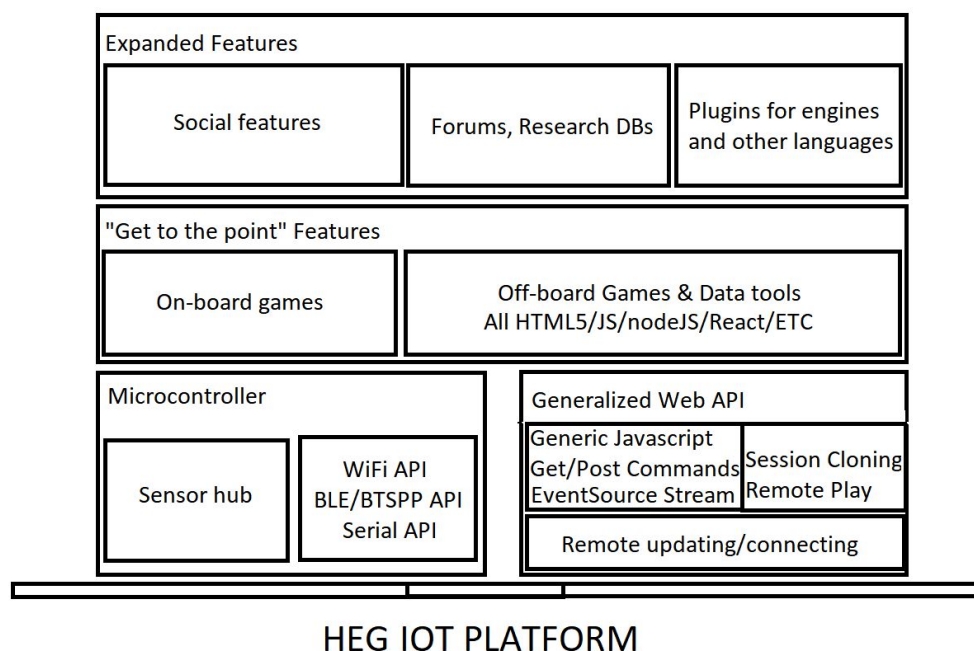 Expanded Features
Social features
Forums, Research DBs
Plugins for engines
and other languages
"Get to the point" Features
On-board games
Off-board Games & Data tools
All HTML5/JS/nodeJS/React/ETC
Microcontroller
Sensor hub
WiFi API
BLE/BTSPP API
Serial API
Generalized Web API
Generic Javascript
Get/Post Commands
EventSource Stream
Session Cloning
Remote Play
Remote updating/connecting
HEG IOT PLATFORM